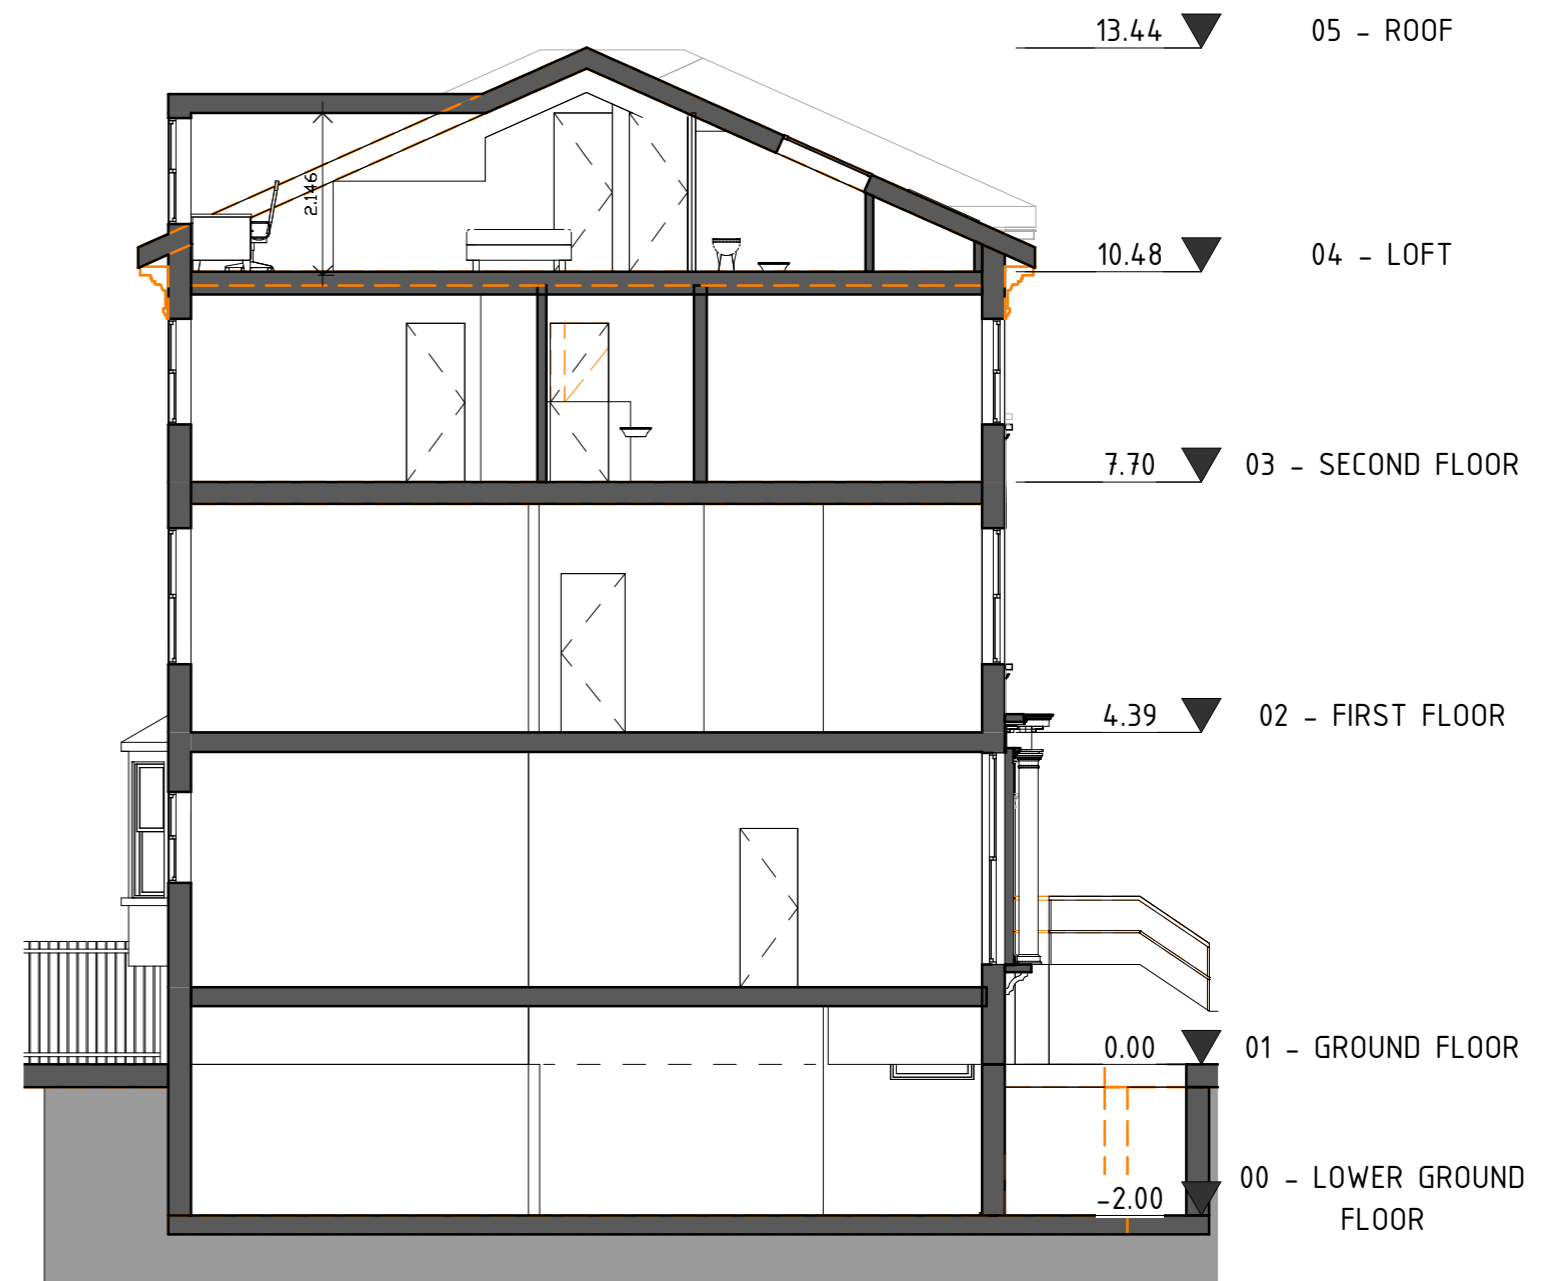 13.44 05 - ROOF
2.146
10.48 04 - LOFT
7.70 03 - SECOND FLOOR
4.39 02 - FIRST FLOOR
0.00 01 - GROUND FLOOR
-2.00 00 - LOWER GROUND
FLOOR